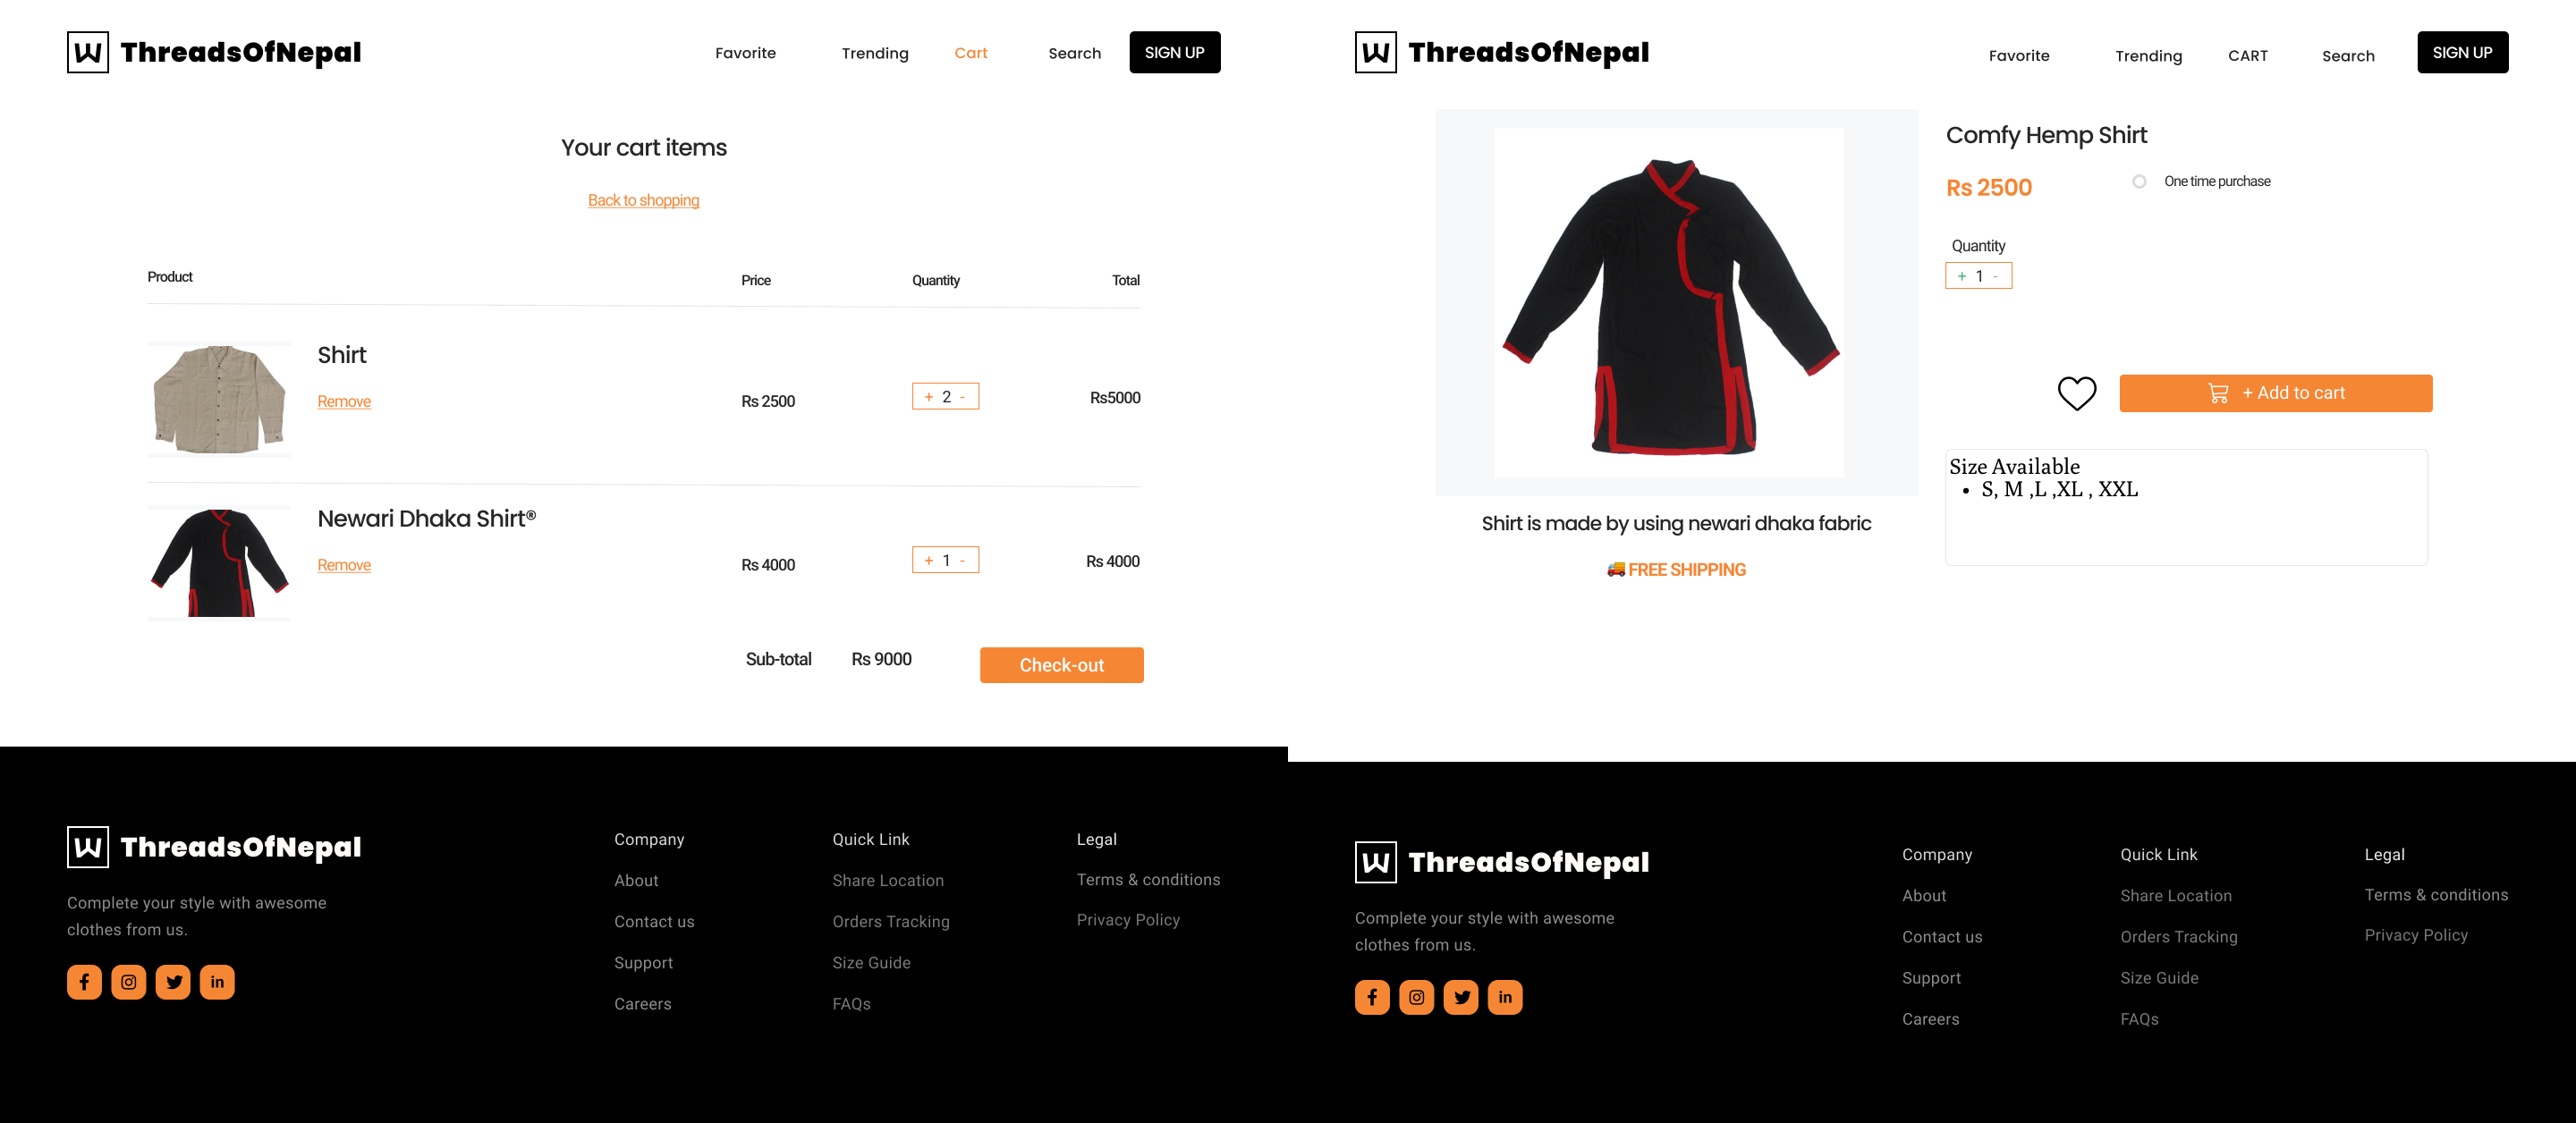 ThreadsOfNepal
Favorite Trending Cart Search SIGN UP
Your cart items
Back to shopping
Product Price Quantity Total
Shirt
Remove
Rs 2500 + 2 - Rs5000
Newari Dhaka Shirt®
Remove
Rs 4000 + 1 - Rs 4000
Sub-total Rs 9000 Check-out
ThreadsOfNepal
Complete your style with awesome
clothes from us.
in
Company
About
Contact us
Support
Careers
Quick Link
Share Location
Orders Tracking
Size Guide
FAQs
Legal
Terms & conditions
Privacy Policy
ThreadsOfNepal
Favorite Trending CART Search SIGN UP
Comfy Hemp Shirt
Rs 2500 One time purchase
Quantity
+ 1 -
+ Add to cart
Size Available
• S, M ,L ,XL , XXL
Shirt is made by using newari dhaka fabric
🚚 FREE SHIPPING
ThreadsOfNepal
Complete your style with awesome
clothes from us.
in
Company
About
Contact us
Support
Careers
Quick Link
Share Location
Orders Tracking
Size Guide
FAQs
Legal
Terms & conditions
Privacy Policy